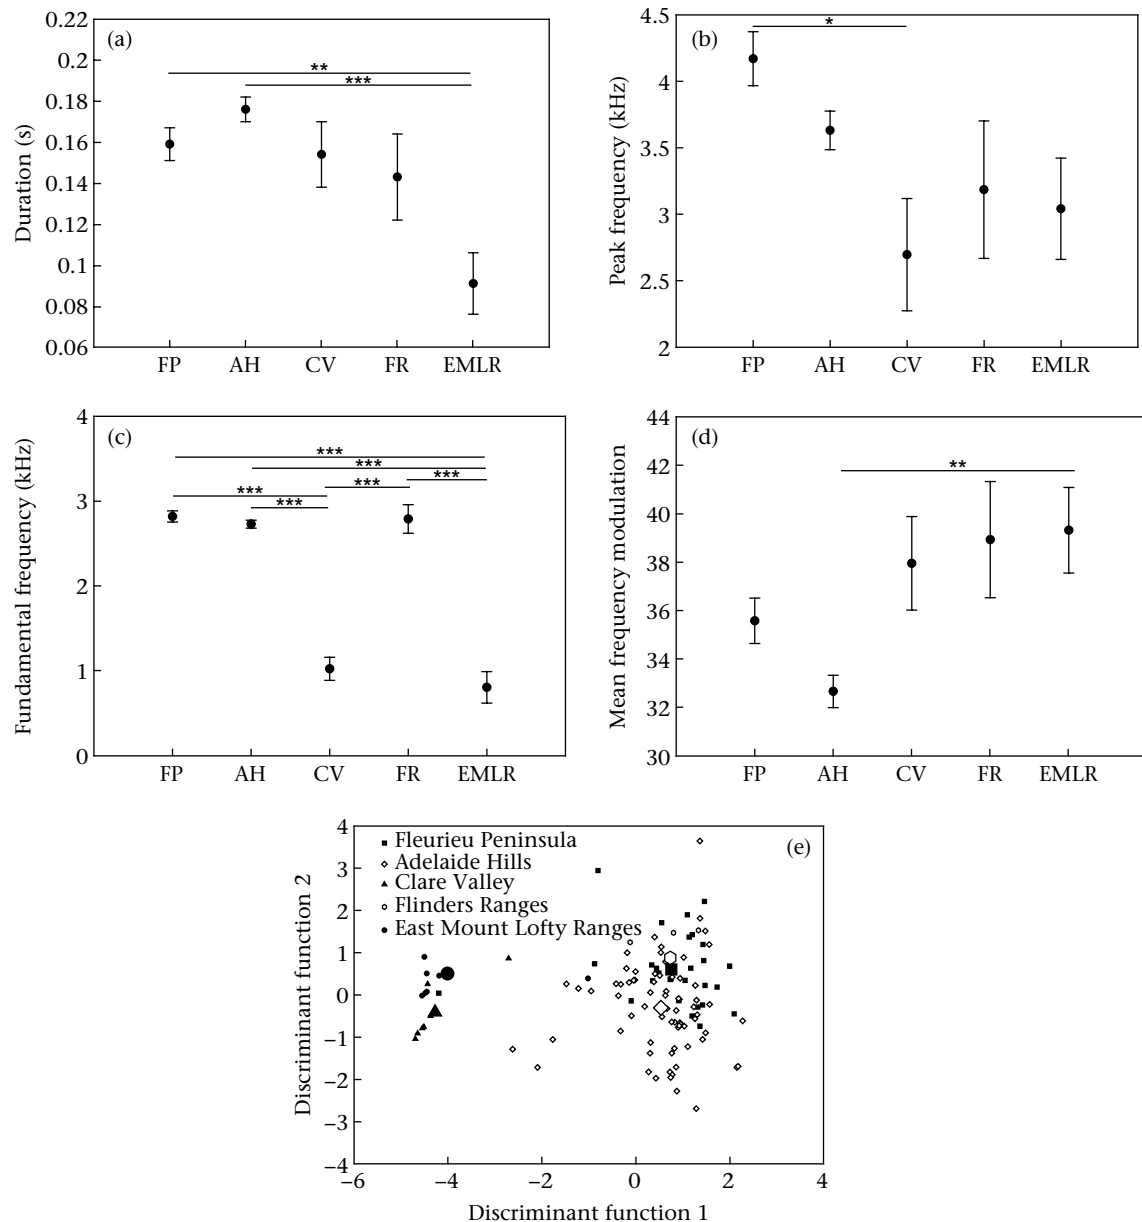 (a)
0.22
0.2
0.18
0.16
0.14
0.12
0.1
0.08
0.06
Duration (s)
**
***
FP AH CV FR EMLR
(b)
4.5
4
3.5
3
2.5
2
Peak frequency (kHz)
*
FP AH CV FR EMLR
(c)
4
3
2
1
0
Fundamental frequency (kHz)
***
***
***
***
***
***
FP AH CV FR EMLR
(d)
44
42
40
38
36
34
32
30
Mean frequency modulation
**
FP AH CV FR EMLR
(e)
4
3
2
1
0
−1
−2
−3
−4
Discriminant function 2
Fleurieu Peninsula
Adelaide Hills
Clare Valley
Flinders Ranges
East Mount Lofty Ranges
−6 −4 −2 0 2 4
Discriminant function 1